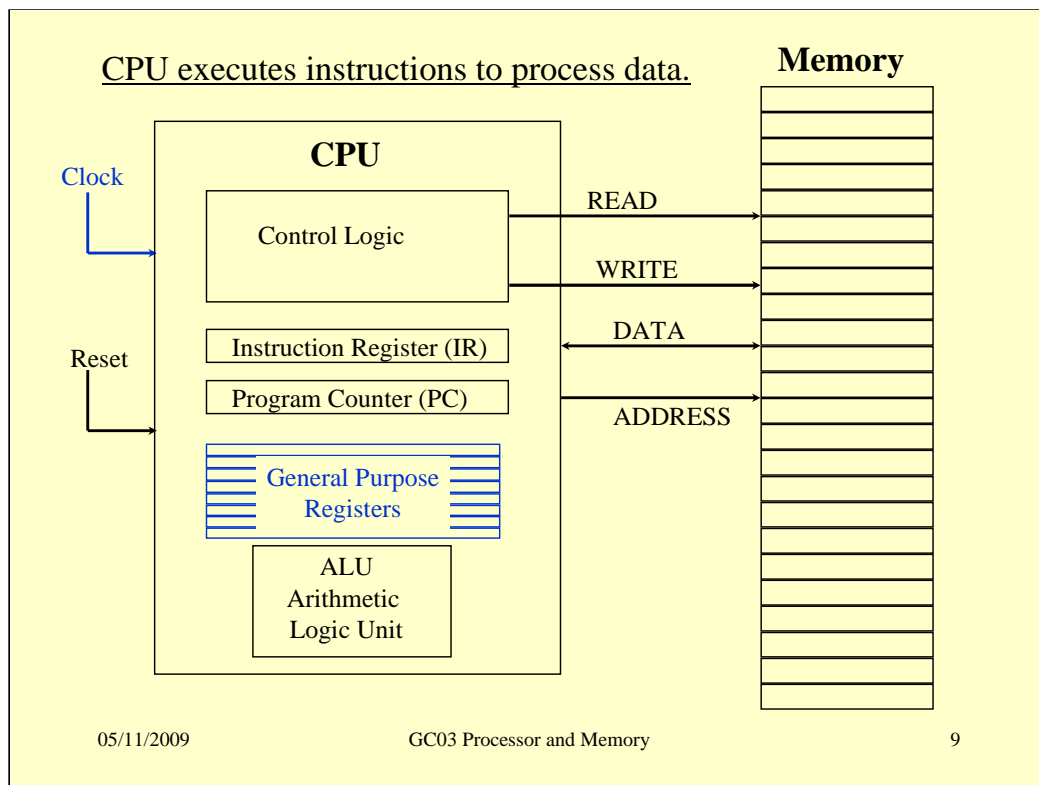 CPU executes instructions to process data.
Memory
CPU
Clock
Control Logic
READ
WRITE
DATA
ADDRESS
Reset
Instruction Register (IR)
Program Counter (PC)
General Purpose
Registers
ALU
Arithmetic
Logic Unit
05/11/2009
GC03 Processor and Memory
9